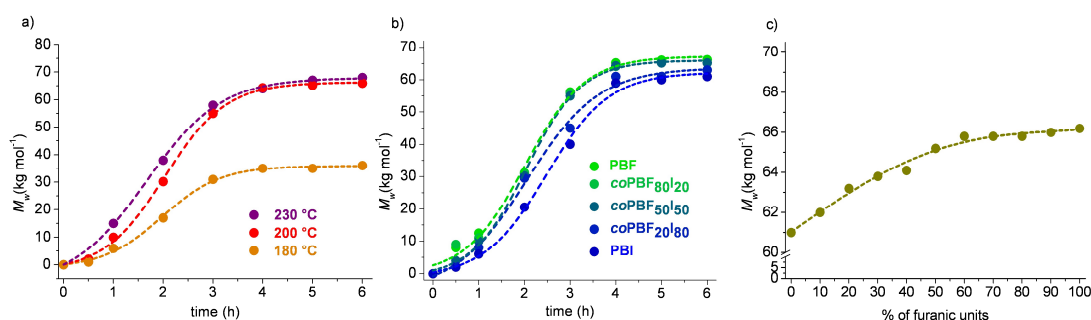 a)
80
70
60
50
40
30
20
10
0
M_w (kg mol⁻¹)
0 1 2 3 4 5 6
time (h)
230 °C
200 °C
180 °C
b)
70
60
50
40
30
20
10
0
M_w (kg mol⁻¹)
0 1 2 3 4 5 6
time (h)
PBF
coPBF₈₀I₂₀
coPBF₅₀I₅₀
coPBF₂₀I₈₀
PBI
c)
70
68
66
64
62
60
5
0
M_w (kg mol⁻¹)
0 10 20 30 40 50 60 70 80 90 100
% of furanic units